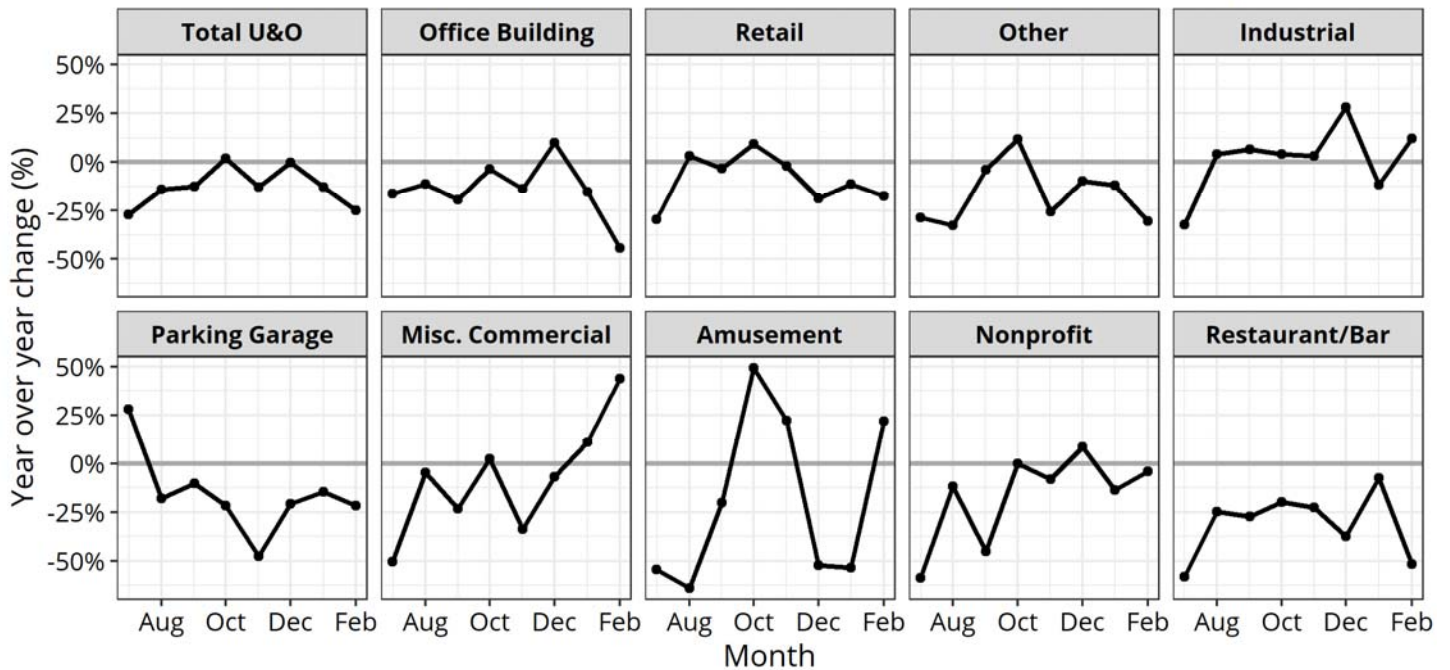 Total U&O
Office Building
Retail
Other
Industrial
50%
25%
0%
-25%
-50%
Parking Garage
Misc. Commercial
Amusement
Nonprofit
Restaurant/Bar
50%
25%
0%
-25%
-50%
Year over year change (%)
Aug Oct Dec Feb
Aug Oct Dec Feb
Aug Oct Dec Feb
Aug Oct Dec Feb
Aug Oct Dec Feb
Month